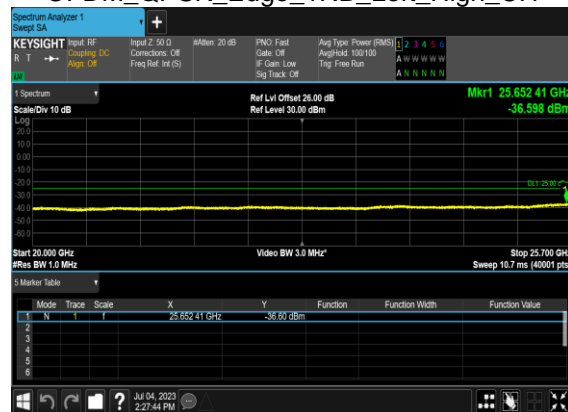 Spectrum Analyzer 1
Swept SA
+
KEYSIGHT Input: RF Input Z: 50 Ω #Atten: 20 dB PNO: Fast Avg Type: Power (RMS) 1 2 3 4 5 6
R T Coupling: DC Corrections: Off Gate: Off Avg|Hold: 100/100 A W W W W W
Align: Off Freq Ref: Int (S) IF Gain: Low Trig: Free Run
LW Sig Track: Off A N N N N N
1 Spectrum Ref Lvl Offset 26.00 dB Mkr1 25.652 41 GHz
Scale/Div 10 dB Ref Level 30.00 dBm -36.598 dBm
Log
20.0
10.0
0.00
-10.0
-20.0 DL1 -25.00
-30.0 1
-40.0
-50.0
-60.0
Start 20.000 GHz Video BW 3.0 MHz* Stop 25.700 GHz
#Res BW 1.0 MHz Sweep 10.7 ms (40001 pts)
5 Marker Table
Mode Trace Scale X Y Function Function Width Function Value
1 N 1 f 25.652 41 GHz -36.60 dBm
2
3
4
5
6
? Jul 04, 2023
2:27:44 PM